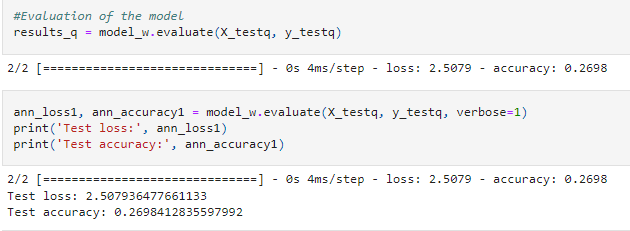 #Evaluation of the model
results_q = model_w.evaluate(X_testq, y_testq)
2/2 [==============================] - 0s 4ms/step - loss: 2.5079 - accuracy: 0.2698
ann_loss1, ann_accuracy1 = model_w.evaluate(X_testq, y_testq, verbose=1)
print('Test loss:', ann_loss1)
print('Test accuracy:', ann_accuracy1)
2/2 [==============================] - 0s 4ms/step - loss: 2.5079 - accuracy: 0.2698
Test loss: 2.507936477661133
Test accuracy: 0.2698412835597992